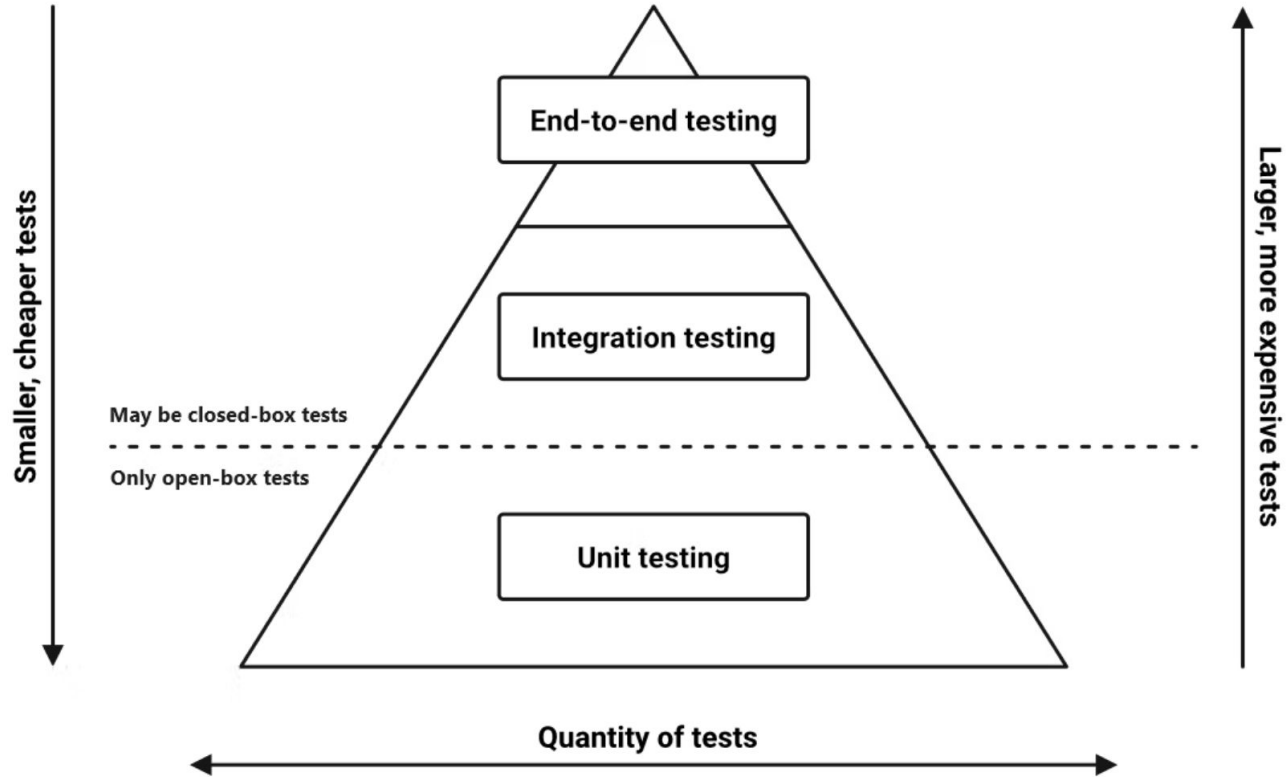 End-to-end testing
Smaller, cheaper tests
Larger, more expensive tests
Integration testing
May be closed-box tests
Only open-box tests
Unit testing
Quantity of tests